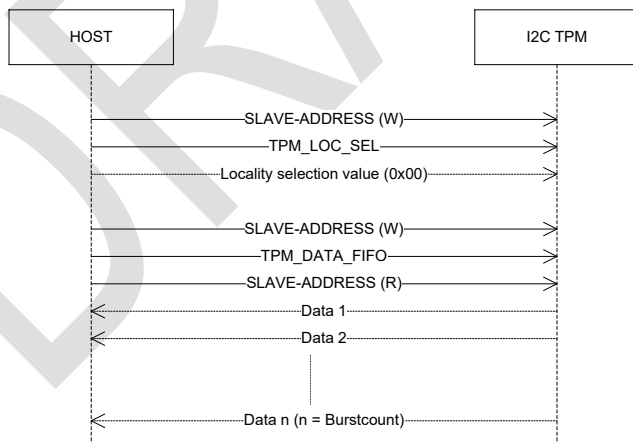 HOST
I2C TPM
SLAVE-ADDRESS (W)
TPM_LOC_SEL
Locality selection value (0x00)
SLAVE-ADDRESS (W)
TPM_DATA_FIFO
SLAVE-ADDRESS (R)
Data 1
Data 2
Data n (n = Burstcount)